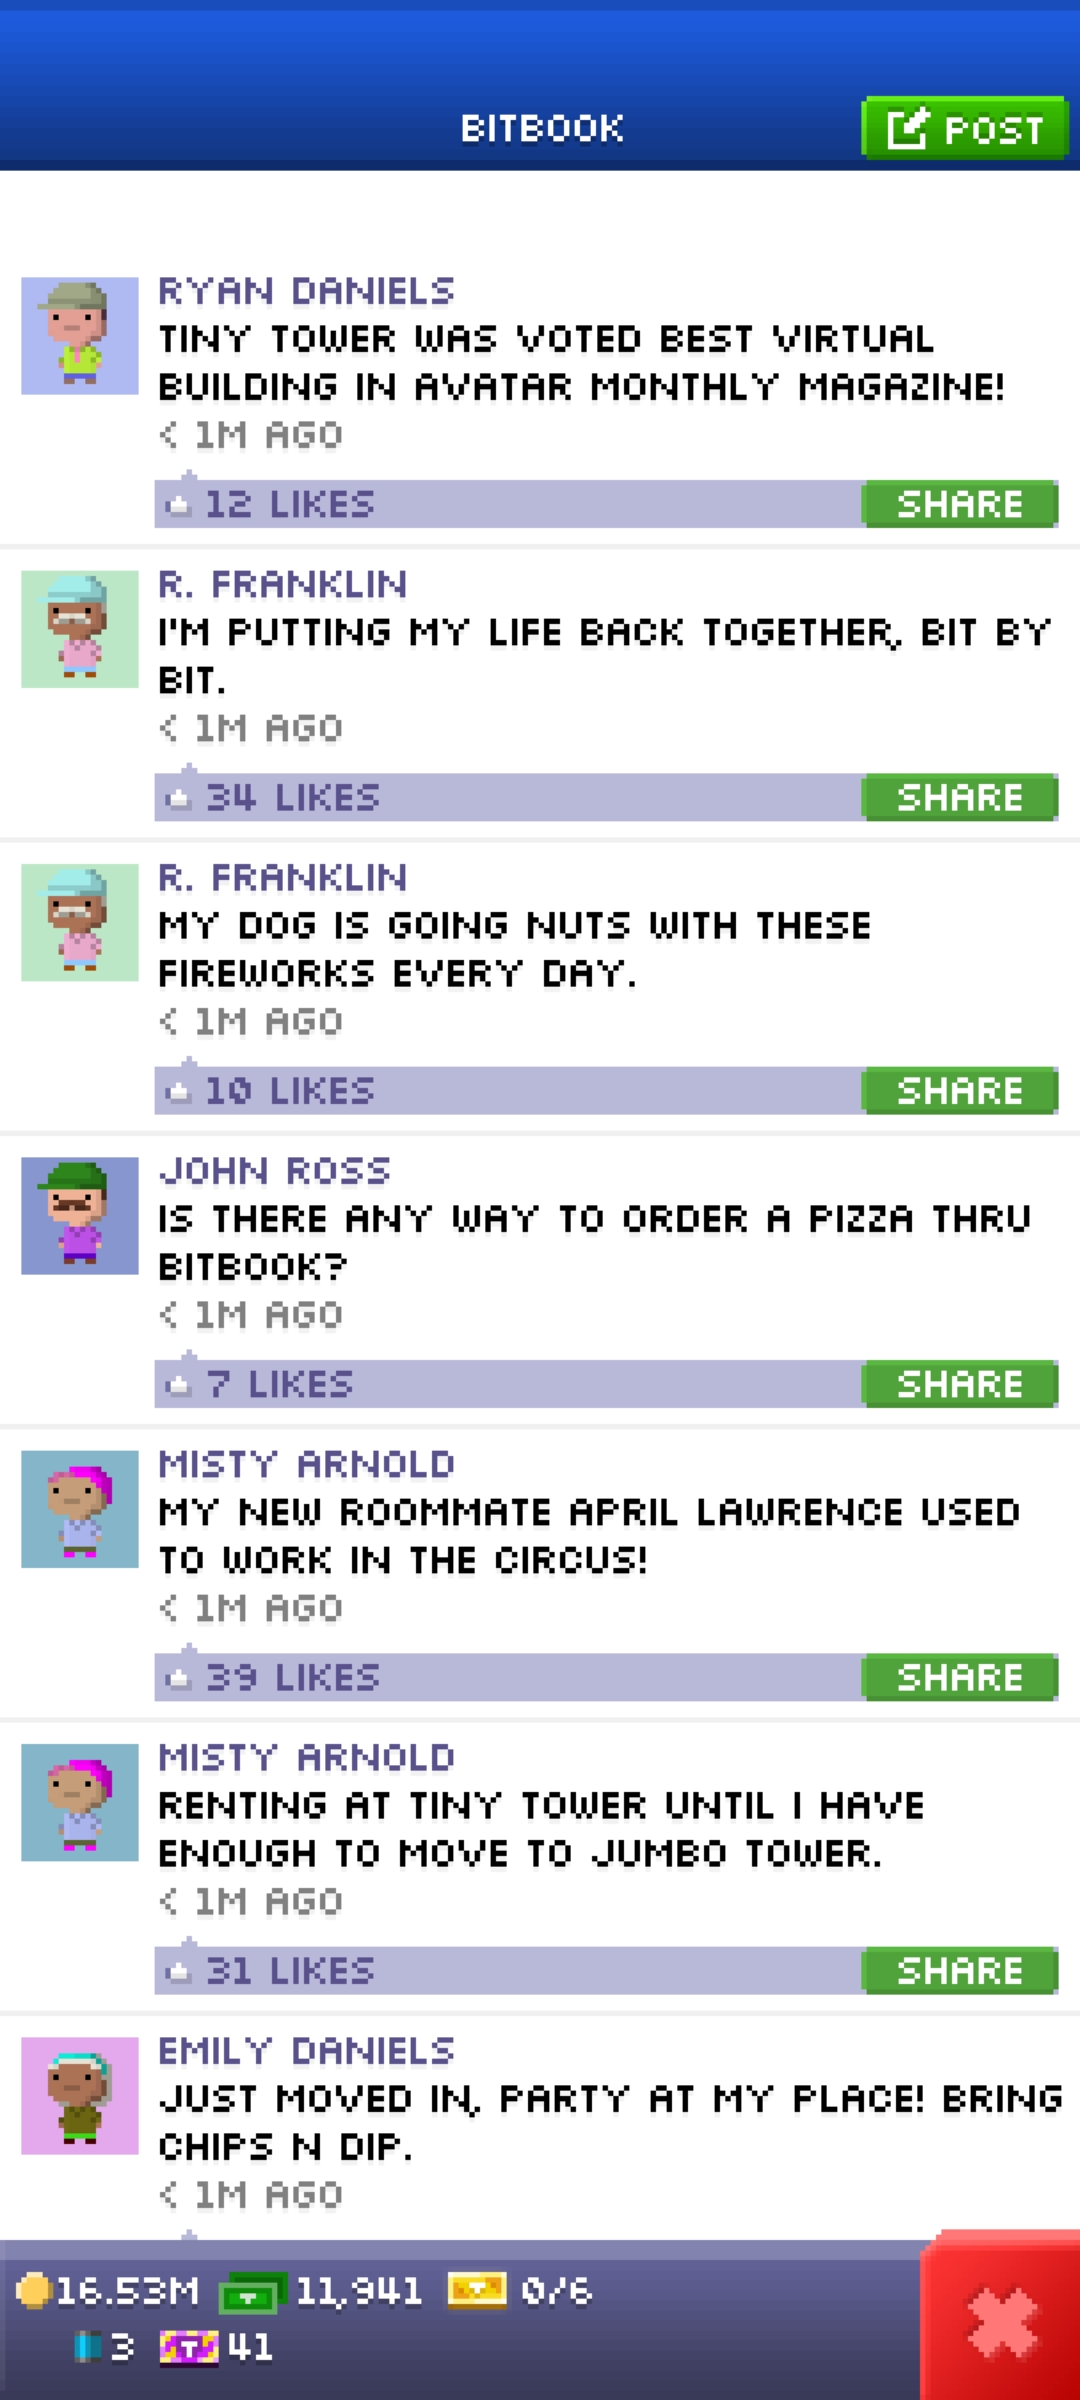 BITBOOK
POST
RYAN DANIELS
TINY TOWER WAS VOTED BEST VIRTUAL
BUILDING IN AVATAR MONTHLY MAGAZINE!
< 1M AGO
12 LIKES
SHARE
R. FRANKLIN
I'M PUTTING MY LIFE BACK TOGETHER, BIT BY
BIT.
< 1M AGO
34 LIKES
SHARE
R. FRANKLIN
MY DOG IS GOING NUTS WITH THESE
FIREWORKS EVERY DAY.
< 1M AGO
10 LIKES
SHARE
JOHN ROSS
IS THERE ANY WAY TO ORDER A PIZZA THRU
BITBOOK?
< 1M AGO
7 LIKES
SHARE
MISTY ARNOLD
MY NEW ROOMMATE APRIL LAWRENCE USED
TO WORK IN THE CIRCUS!
< 1M AGO
39 LIKES
SHARE
MISTY ARNOLD
RENTING AT TINY TOWER UNTIL I HAVE
ENOUGH TO MOVE TO JUMBO TOWER.
< 1M AGO
31 LIKES
SHARE
EMILY DANIELS
JUST MOVED IN, PARTY AT MY PLACE! BRING
CHIPS N DIP.
< 1M AGO
16.53M 11,941 0/6
3 T 41